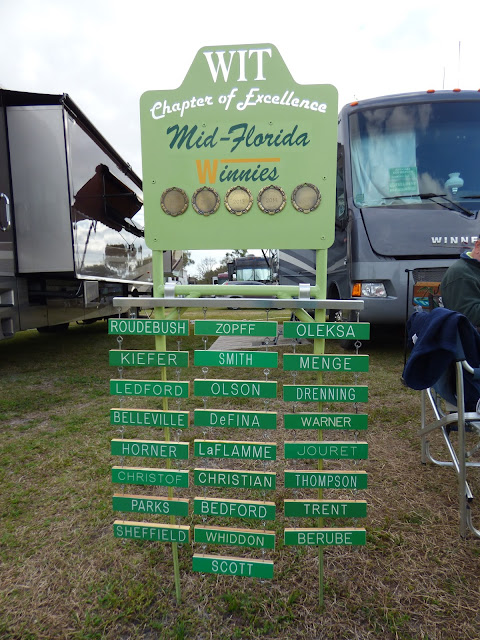 WIT
Chapter of Excellence
Mid-Florida
Winnies
WINNE
ROUDEBUSH ZOPFF OLEKSA
KIEFER SMITH MENGE
LEDFORD OLSON DRENNING
BELLEVILLE DeFINA WARNER
HORNER LaFLAMME JOURET
CHRISTOF CHRISTIAN THOMPSON
PARKS BEDFORD TRENT
SHEFFIELD WHIDDON BERUBE
SCOTT